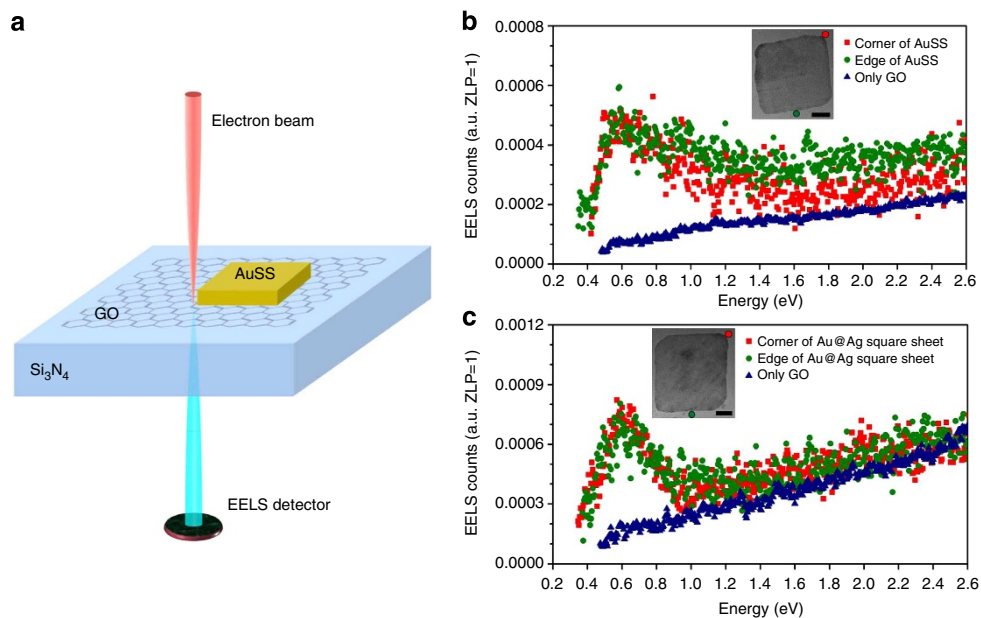 a
Electron beam
AuSS
GO
Si3N4
EELS detector
b
EELS counts (a.u. ZLP=1)
0.0008
0.0006
0.0004
0.0002
0.0000
Corner of AuSS
Edge of AuSS
Only GO
0.2 0.4 0.6 0.8 1.0 1.2 1.4 1.6 1.8 2.0 2.2 2.4 2.6
Energy (eV)
c
EELS counts (a.u. ZLP=1)
0.0012
0.0009
0.0006
0.0003
0.0000
Corner of Au@Ag square sheet
Edge of Au@Ag square sheet
Only GO
0.2 0.4 0.6 0.8 1.0 1.2 1.4 1.6 1.8 2.0 2.2 2.4 2.6
Energy (eV)